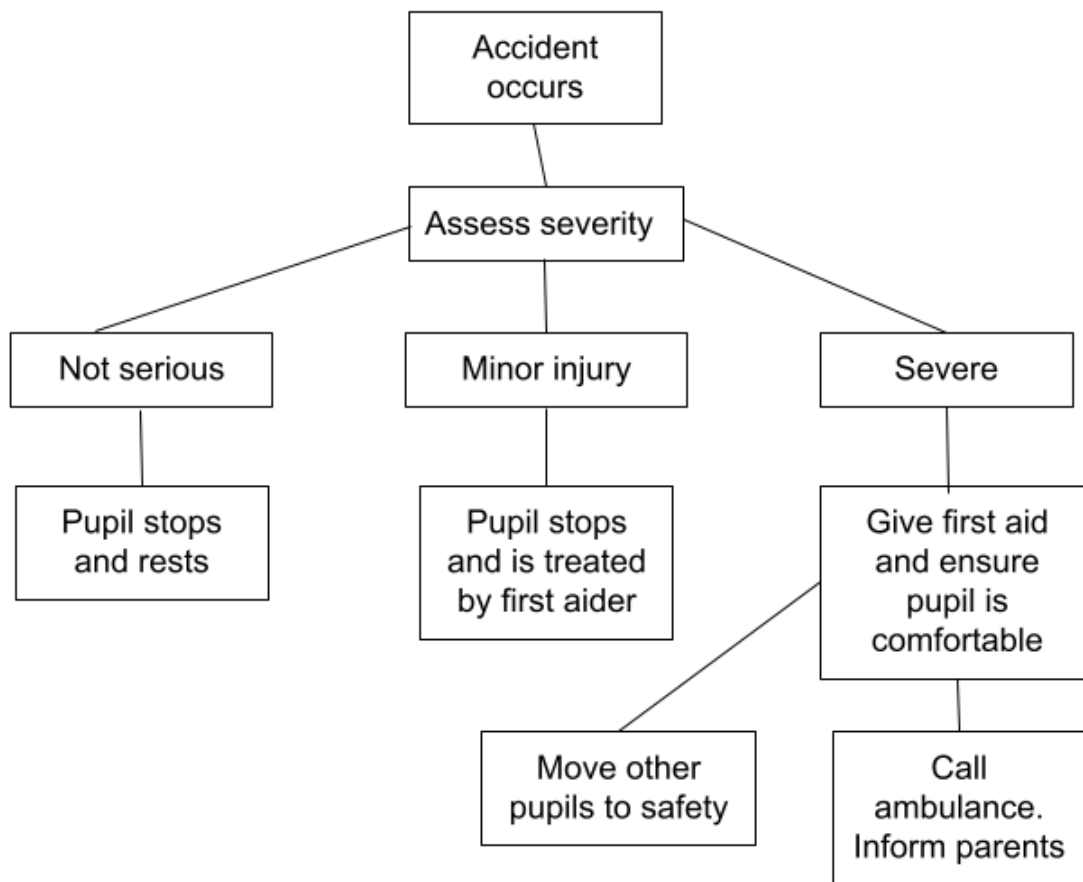 Accident
occurs
Assess severity
Not serious
Minor injury
Severe
Pupil stops
and rests
Pupil stops
and is treated
by first aider
Give first aid
and ensure
pupil is
comfortable
Move other
pupils to safety
Call
ambulance.
Inform parents